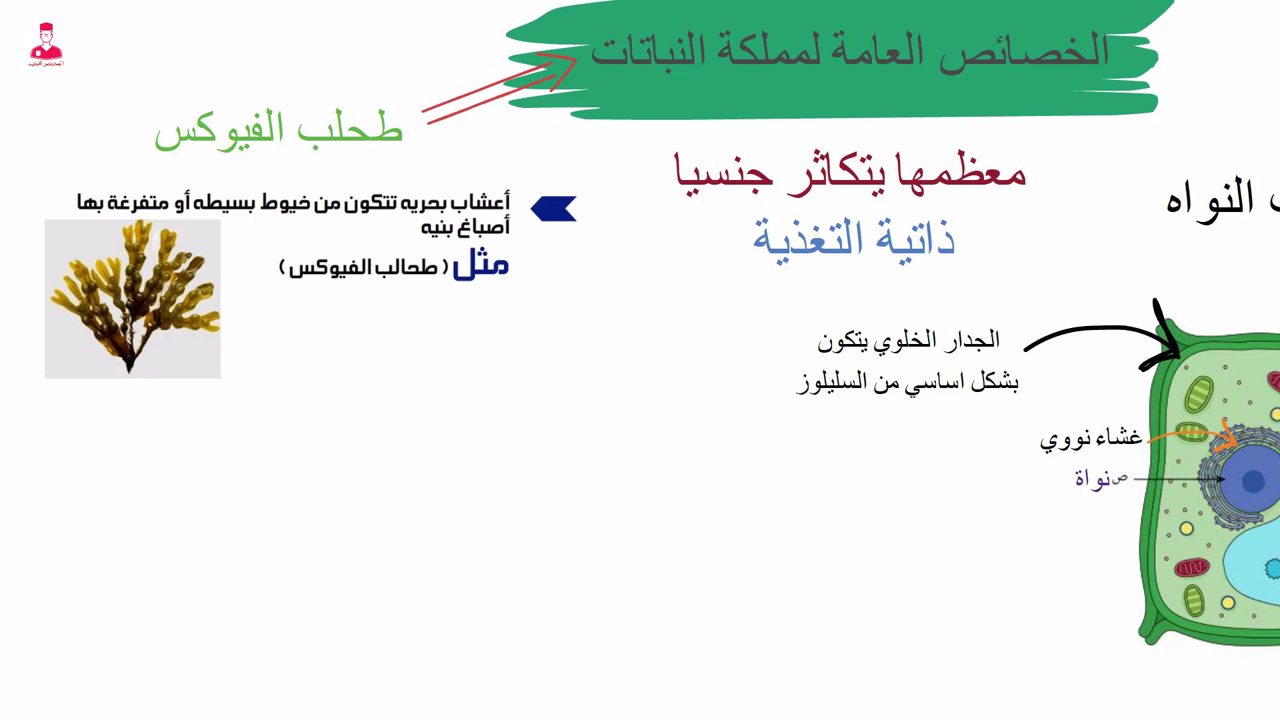 الخصائص العامة لمملكة النباتات
معظمها يتكاثر جنسيا
ذاتية التغذية
النواه
الجدار الخلوي يتكون
بشكل اساسي من السليلوز
غشاء نووي
نواة
طحلب الفيوكس
أعشاب بحريه تتكون من خيوط بسيطه أو متفرغة بها
أصباغ بنيه
مثل (طحالب الفيوكس)